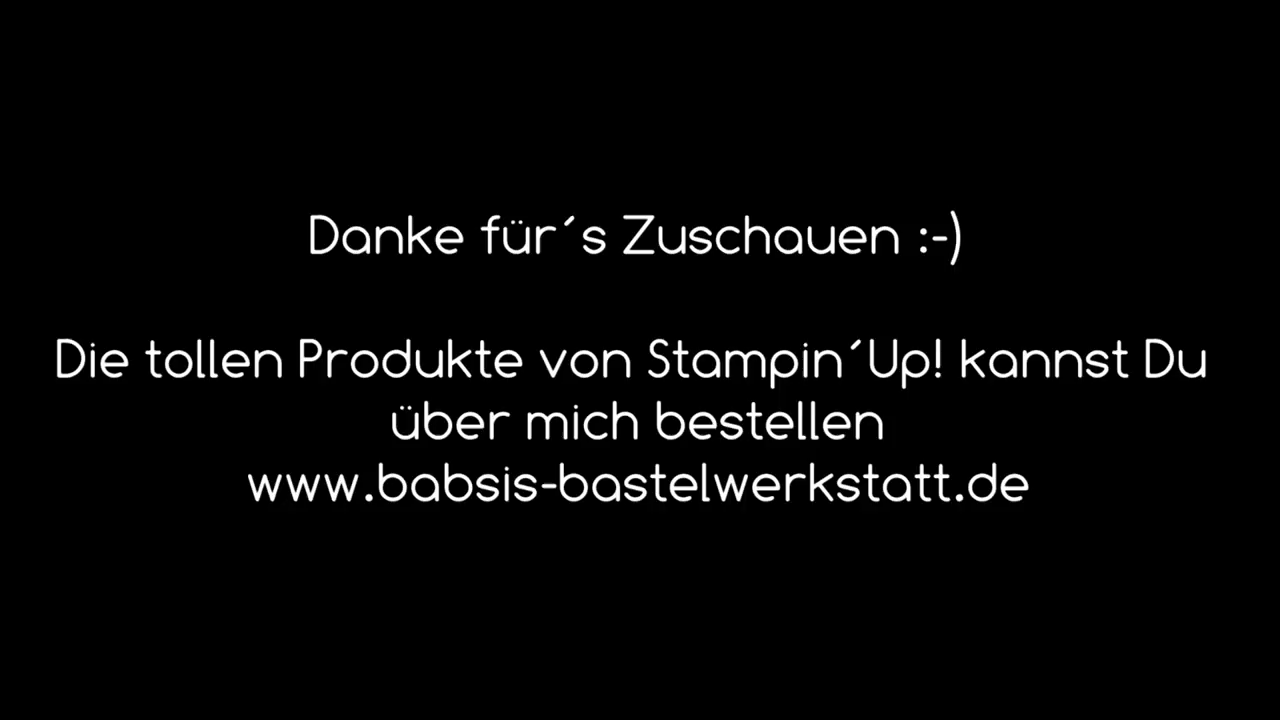 Danke für´s Zuschauen :-)
Die tollen Produkte von Stampin´Up! kannst Du
über mich bestellen
www.babsis-bastelwerkstatt.de